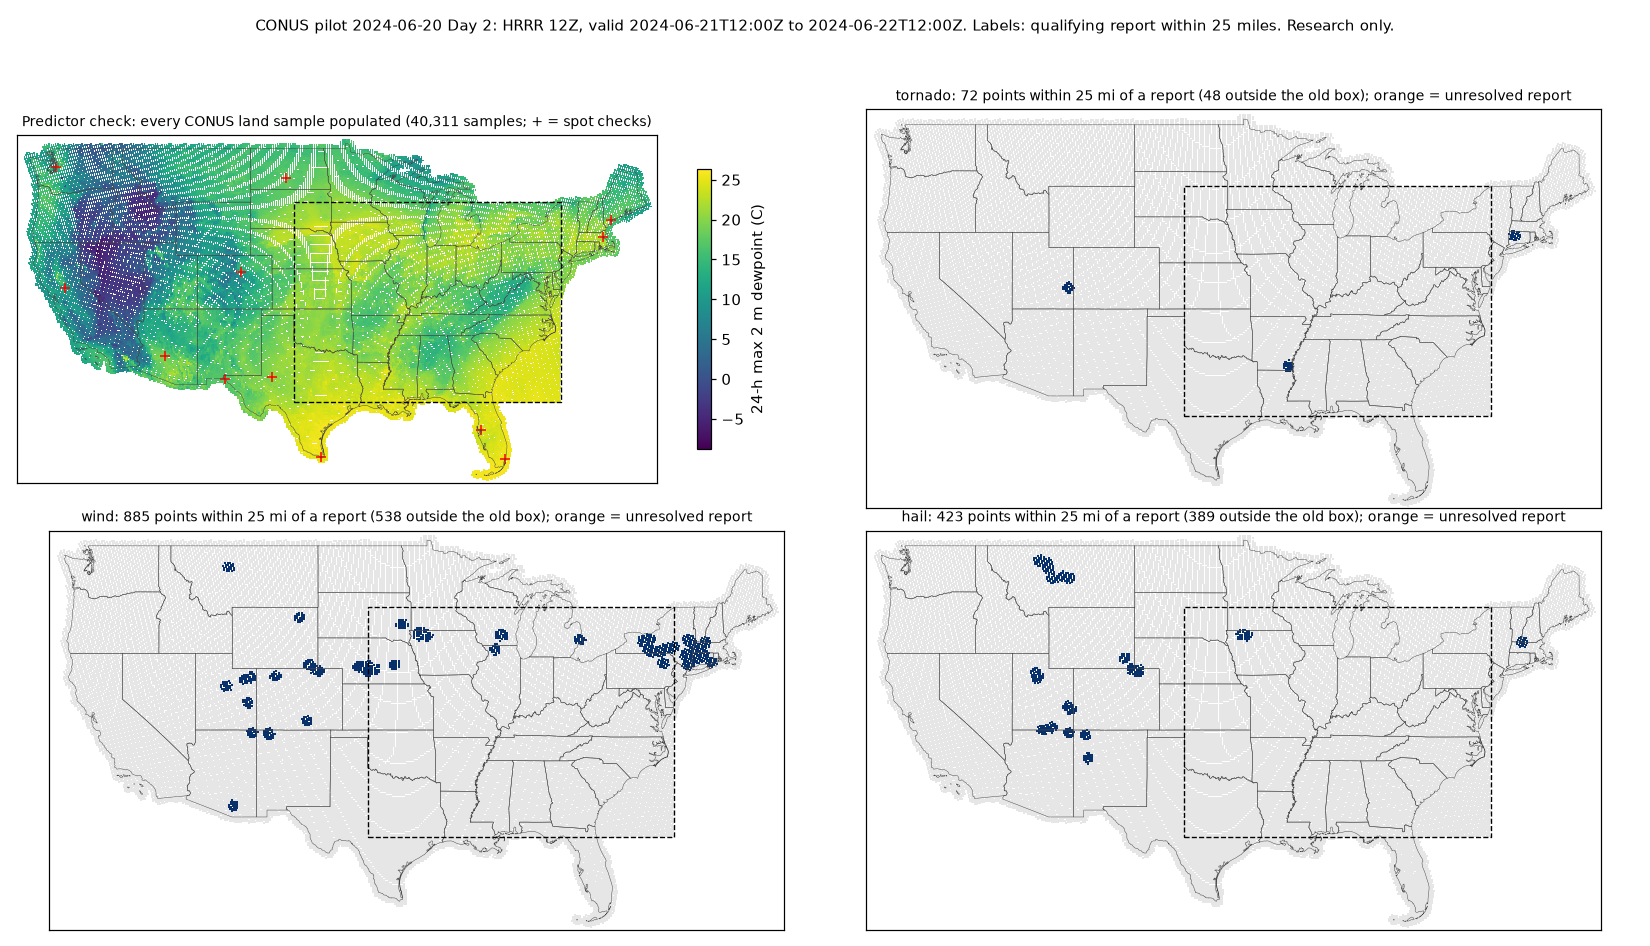 CONUS pilot 2024-06-20 Day 2: HRRR 12Z, valid 2024-06-21T12:00Z to 2024-06-22T12:00Z. Labels: qualifying report within 25 miles. Research only.
Predictor check: every CONUS land sample populated (40,311 samples; + = spot checks)
25
20
15
10
5
0
−5
24-h max 2 m dewpoint (C)
tornado: 72 points within 25 mi of a report (48 outside the old box); orange = unresolved report
wind: 885 points within 25 mi of a report (538 outside the old box); orange = unresolved report
hail: 423 points within 25 mi of a report (389 outside the old box); orange = unresolved report